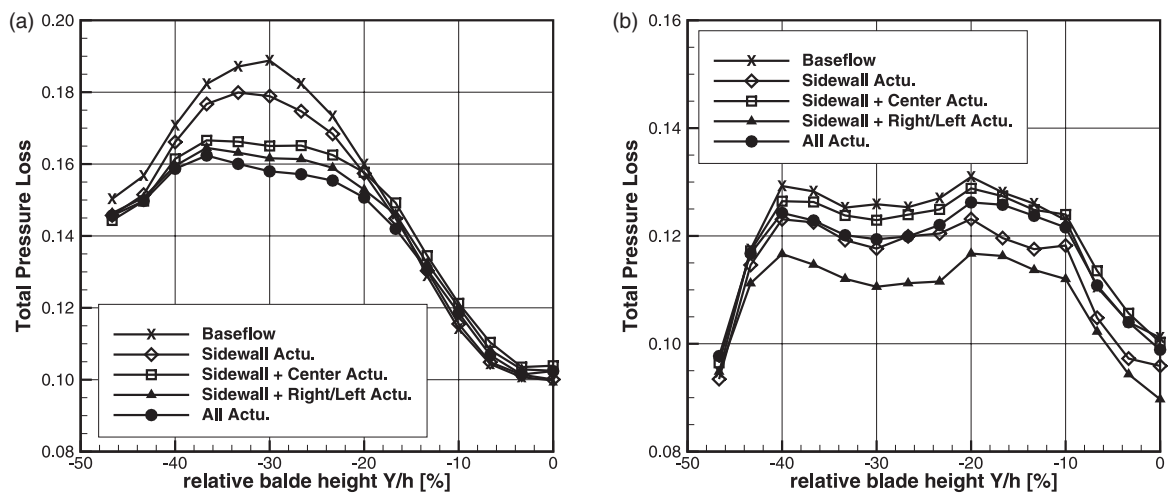 (a)
0.20
0.18
0.16
0.14
0.12
0.10
0.08
Total Pressure Loss
Baseflow
Sidewall Actu.
Sidewall + Center Actu.
Sidewall + Right/Left Actu.
All Actu.
-50 -40 -30 -20 -10 0
relative balde height Y/h [%]
(b)
0.16
0.14
0.12
0.10
0.08
Total Pressure Loss
Baseflow
Sidewall Actu.
Sidewall + Center Actu.
Sidewall + Right/Left Actu.
All Actu.
-50 -40 -30 -20 -10 0
relative blade height Y/h [%]